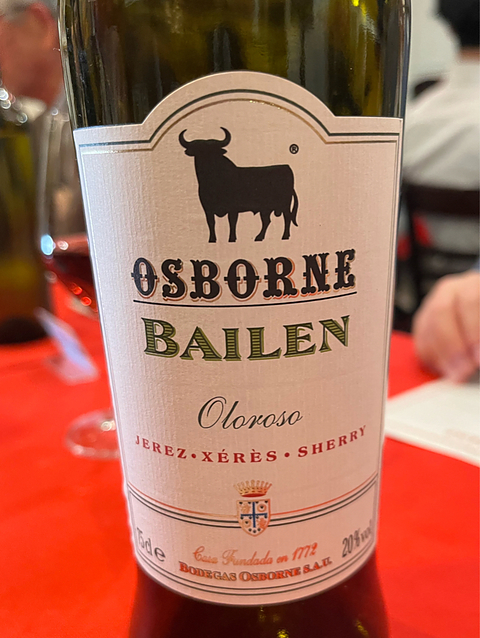 ®
OSBORNE
BAILEN
Oloroso
JEREZ • XÉRÈS • SHERRY
75cl e
20% vol.
Casa Fundada en 1772
BODEGAS OSBORNE S.A.U.